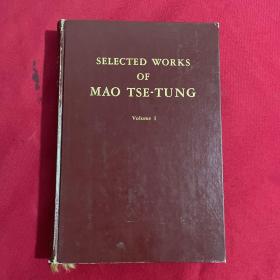 SELECTED WORKS
OF
MAO TSE-TUNG
Volume I